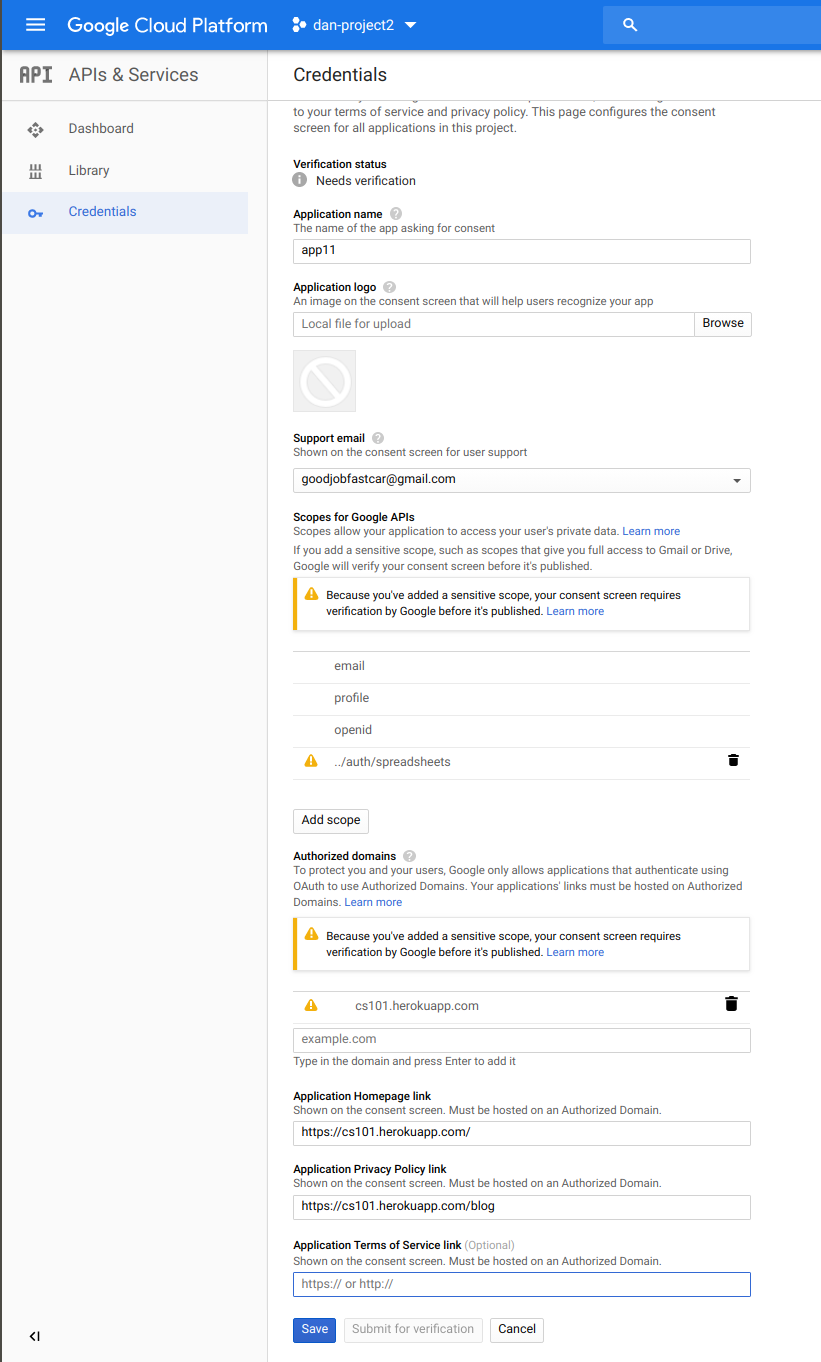 Google Cloud Platform
dan-project2
API
APIs & Services
Dashboard
Library
Credentials
Credentials
to your terms of service and privacy policy. This page configures the consent
screen for all applications in this project.
Verification status
Needs verification
Application name
The name of the app asking for consent
app11
Application logo
An image on the consent screen that will help users recognize your app
Local file for upload
Browse
Support email
Shown on the consent screen for user support
goodjobfastcar@gmail.com
Scopes for Google APIs
Scopes allow your application to access your user's private data. Learn more
If you add a sensitive scope, such as scopes that give you full access to Gmail or Drive,
Google will verify your consent screen before it's published.
Because you've added a sensitive scope, your consent screen requires
verification by Google before it's published. Learn more
email
profile
openid
../auth/spreadsheets
Add scope
Authorized domains
To protect you and your users, Google only allows applications that authenticate using
OAuth to use Authorized Domains. Your applications' links must be hosted on Authorized
Domains. Learn more
Because you've added a sensitive scope, your consent screen requires
verification by Google before it's published. Learn more
cs101.herokuapp.com
example.com
Type in the domain and press Enter to add it
Application Homepage link
Shown on the consent screen. Must be hosted on an Authorized Domain.
https://cs101.herokuapp.com/
Application Privacy Policy link
Shown on the consent screen. Must be hosted on an Authorized Domain.
https://cs101.herokuapp.com/blog
Application Terms of Service link (Optional)
Shown on the consent screen. Must be hosted on an Authorized Domain.
https:// or http://
Save
Submit for verification
Cancel